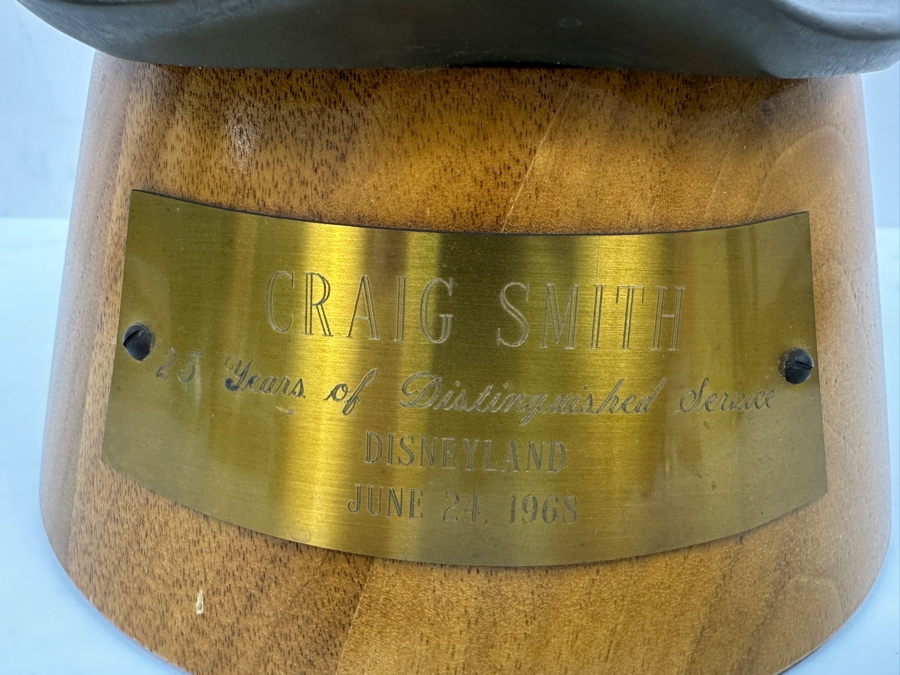 CRAIG SMITH
25 Years of Distinguished Service
DISNEYLAND
JUNE 24, 1968